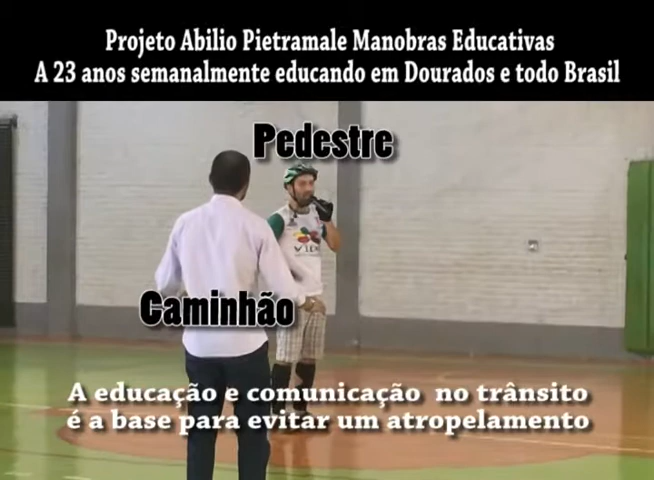 Projeto Abilio Pietramale Manobras Educativas
A 23 anos semanalmente educando em Dourados e todo Brasil
Pedestre
Caminhão
A educação e comunicação no trânsito
é a base para evitar um atropelamento